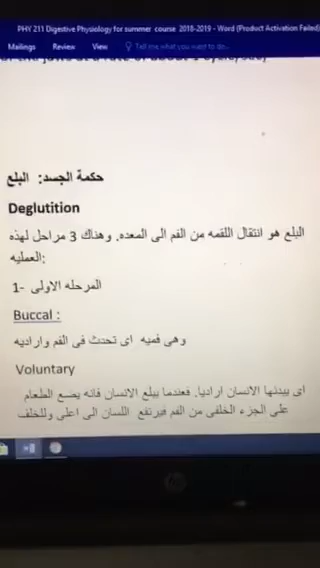 PHY 211 Digestive Physiology for summer course 2018-2019 - Word (Product Activation Failed)
Mailings Review View Tell me what you want to do...
حكمة الجسد: البلع
Deglutition
البلع هو انتقال اللقمه من الفم الى المعده. وهناك 3 مراحل لهذه
العمليه:
1- المرحله الاولى
Buccal :
وهى فميه اى تحدث فى الفم واراديه
Voluntary
اى يبدئها الانسان اراديا. فعندما يبلع الانسان فانه يضع الطعام
على الجزء الخلفى من الفم فيرتفع اللسان الى اعلى وللخلف